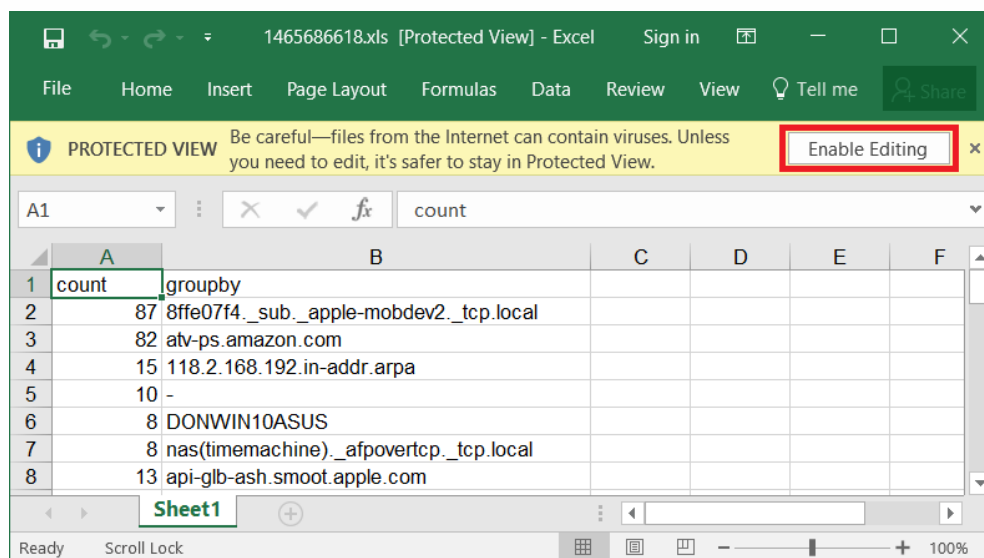 1465686618.xls [Protected View] - Excel Sign in
File Home Insert Page Layout Formulas Data Review View Tell me Share
PROTECTED VIEW Be careful—files from the Internet can contain viruses. Unless
you need to edit, it's safer to stay in Protected View. Enable Editing
A1 fx count
A B C D E F
1 count groupby
2 87 8ffe07f4._sub._apple-mobdev2._tcp.local
3 82 atv-ps.amazon.com
4 15 118.2.168.192.in-addr.arpa
5 10 -
6 8 DONWIN10ASUS
7 8 nas(timemachine)._afpovertcp._tcp.local
8 13 api-glb-ash.smoot.apple.com
Sheet1
Ready Scroll Lock 100%